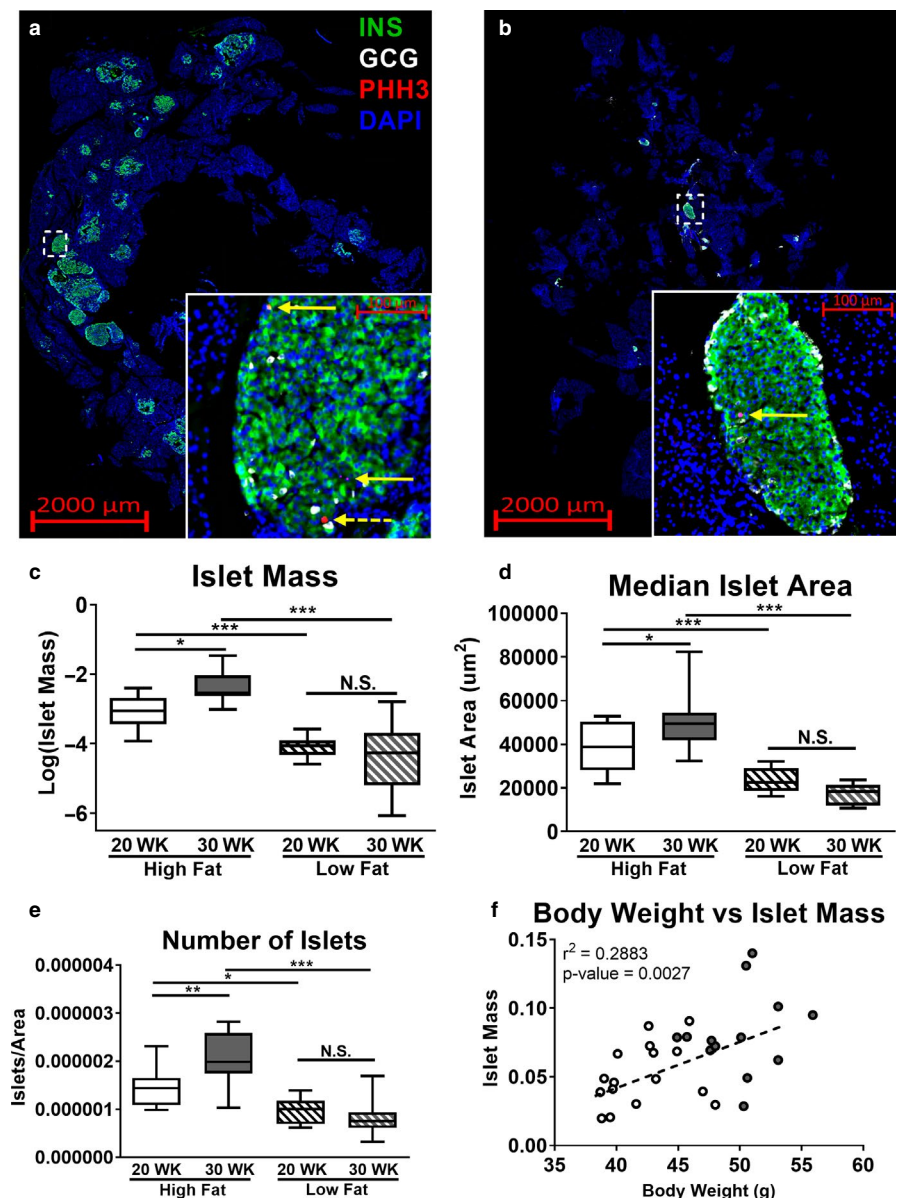 a
INS
GCG
PHH3
DAPI
100 µm
2000 µm
b
100 µm
2000 µm
c
Islet Mass
Log(Islet Mass)
0
−2
−4
−6
***
***
*
N.S.
20 WK 30 WK 20 WK 30 WK
High Fat Low Fat
d
Median Islet Area
Islet Area (um²)
100000
80000
60000
40000
20000
0
***
***
*
N.S.
20 WK 30 WK 20 WK 30 WK
High Fat Low Fat
e
Number of Islets
Islets/Area
0.000004
0.000003
0.000002
0.000001
0.000000
***
*
**
N.S.
20 WK 30 WK 20 WK 30 WK
High Fat Low Fat
f
Body Weight vs Islet Mass
r² = 0.2883
p-value = 0.0027
Islet Mass
0.15
0.10
0.05
0.00
35 40 45 50 55 60
Body Weight (g)